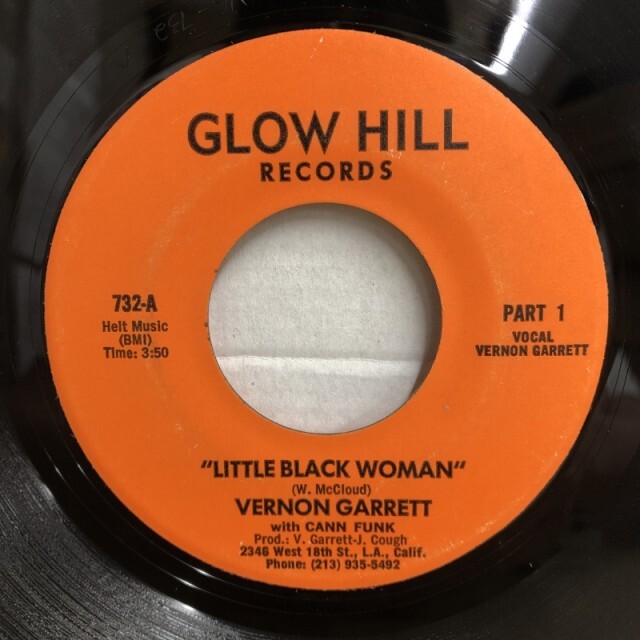 GLOW HILL
RECORDS
732-A
Helt Music
(BMI)
Time: 3:50
PART 1
VOCAL
VERNON GARRETT
"LITTLE BLACK WOMAN"
(W. McCloud)
VERNON GARRETT
with CANN FUNK
Prod.: V. Garrett-J. Cough
2346 West 18th St., L.A., Calif.
Phone: (213) 935-5492